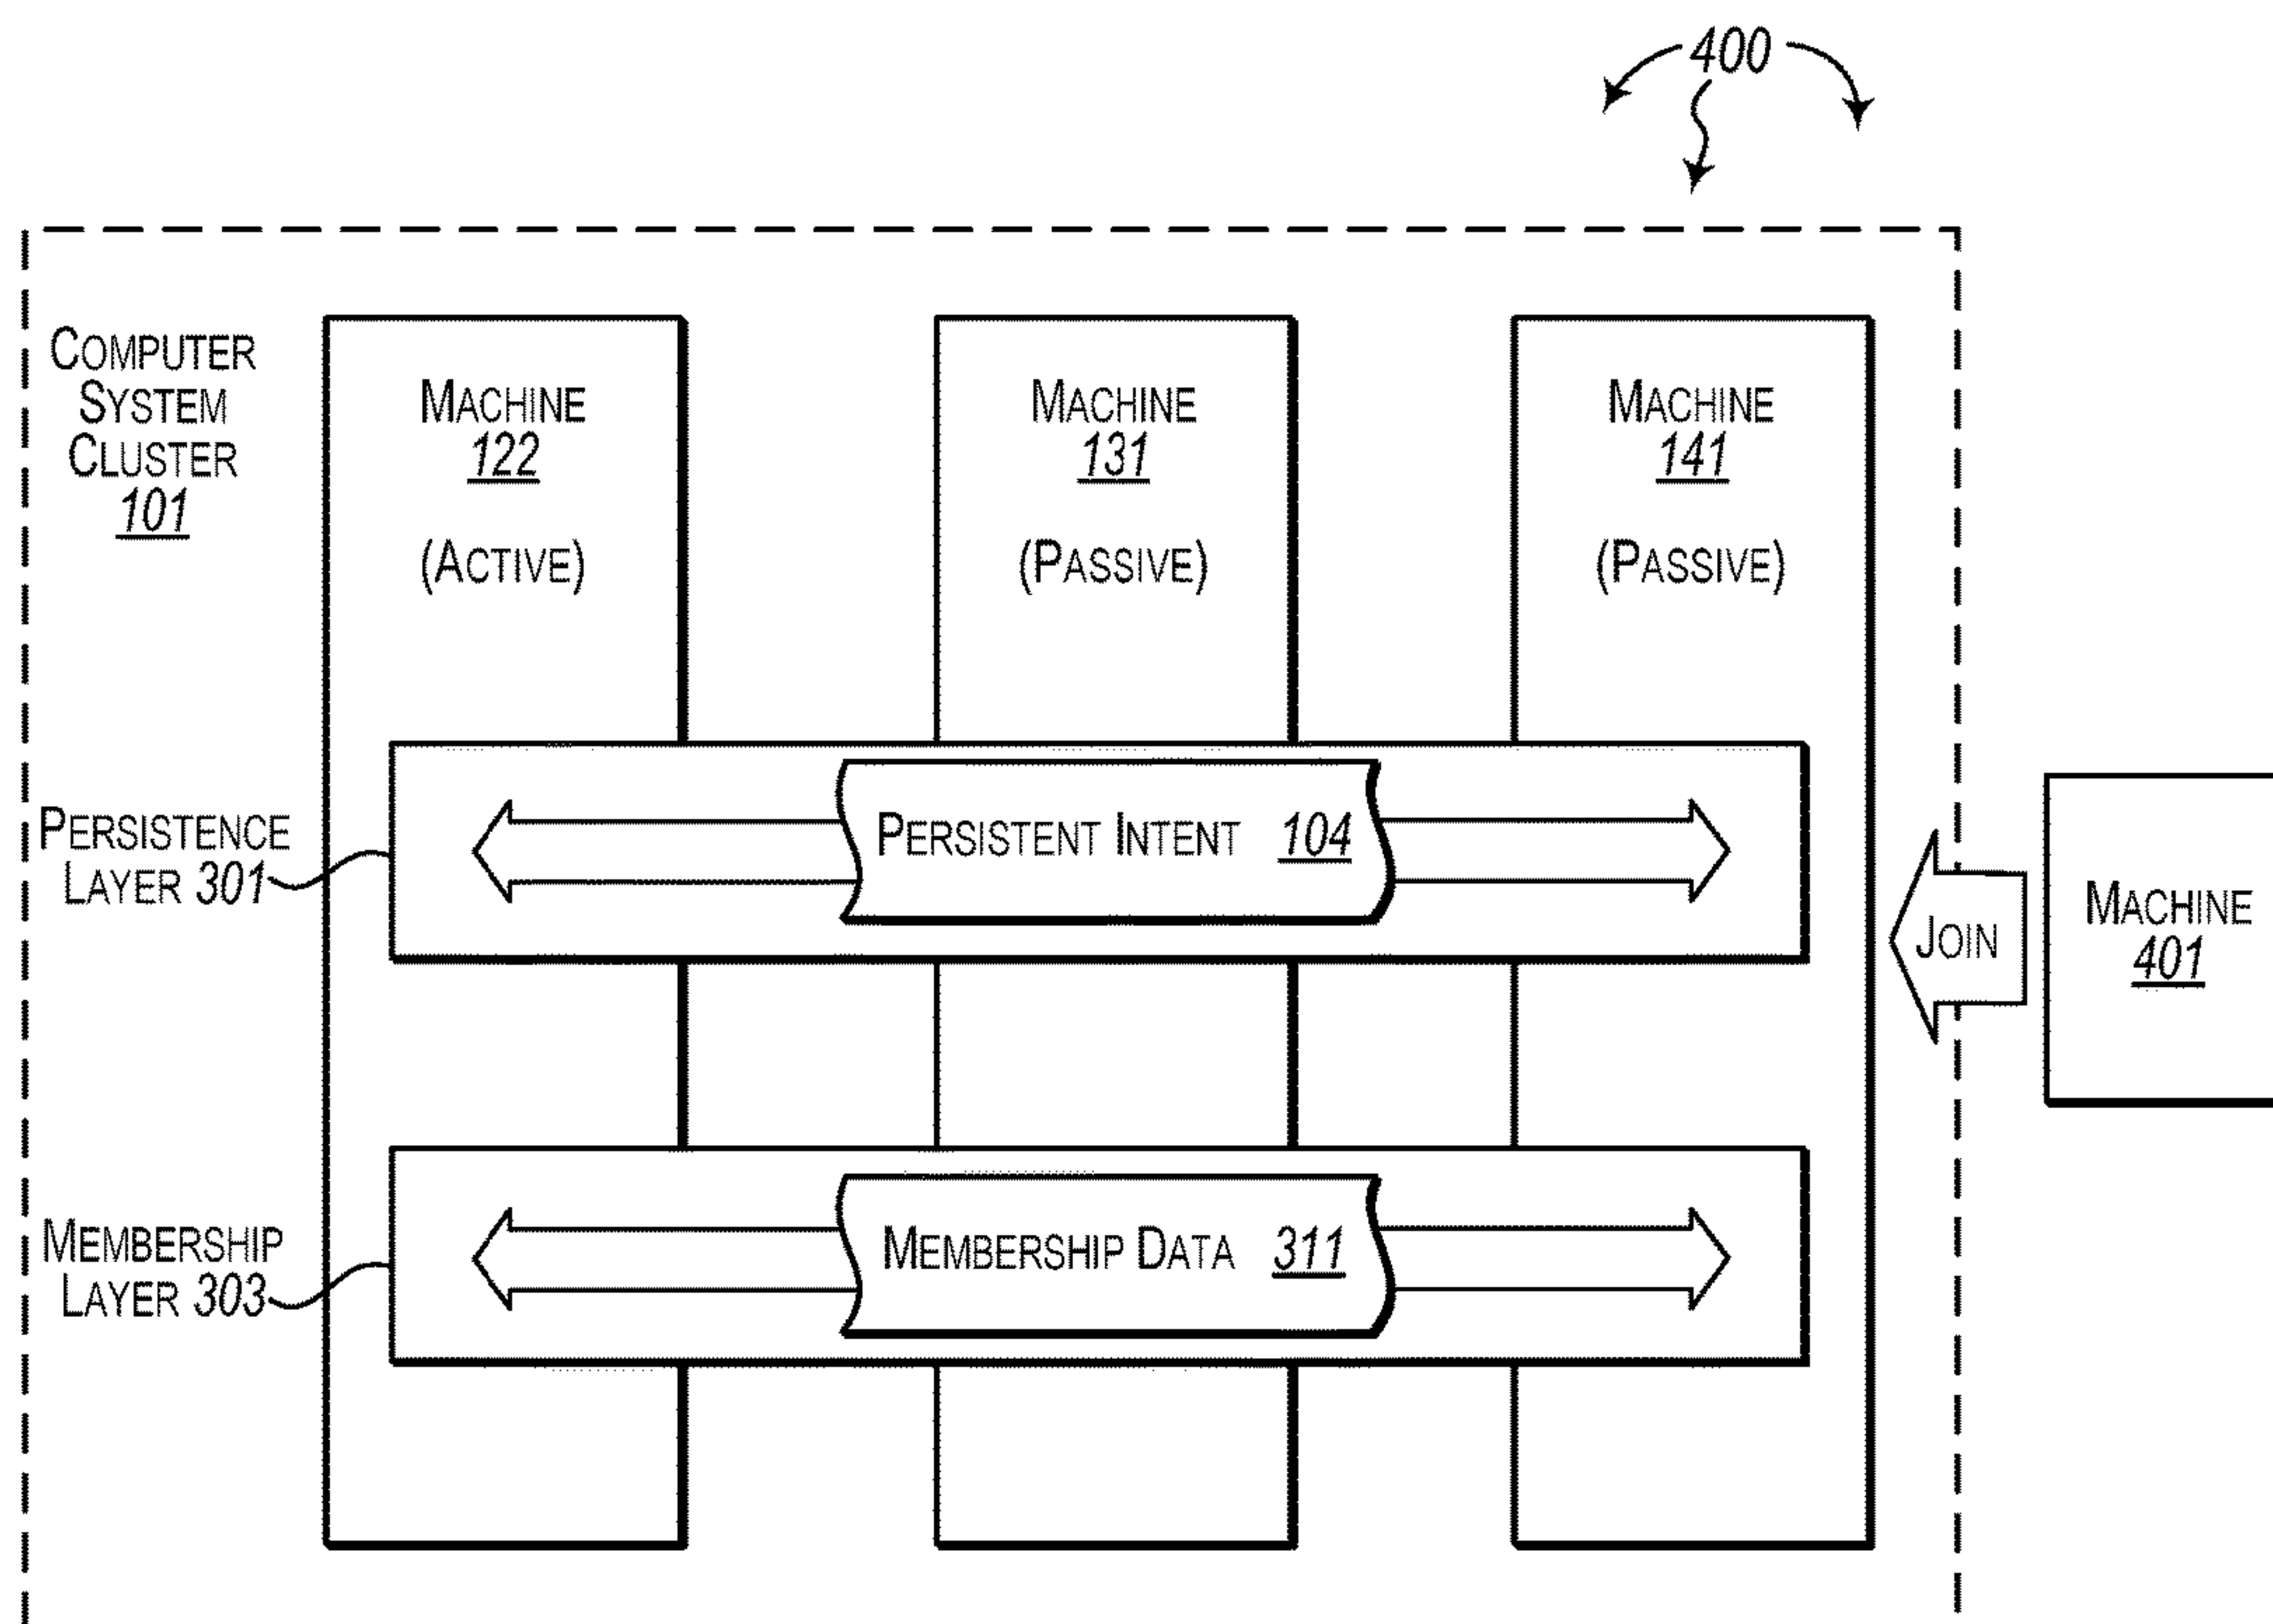 400
COMPUTER
SYSTEM
CLUSTER
101
MACHINE
122
(ACTIVE)
MACHINE
131
(PASSIVE)
MACHINE
141
(PASSIVE)
PERSISTENCE
LAYER 301
PERSISTENT INTENT 104
JOIN
MACHINE
401
MEMBERSHIP
LAYER 303
MEMBERSHIP DATA 311